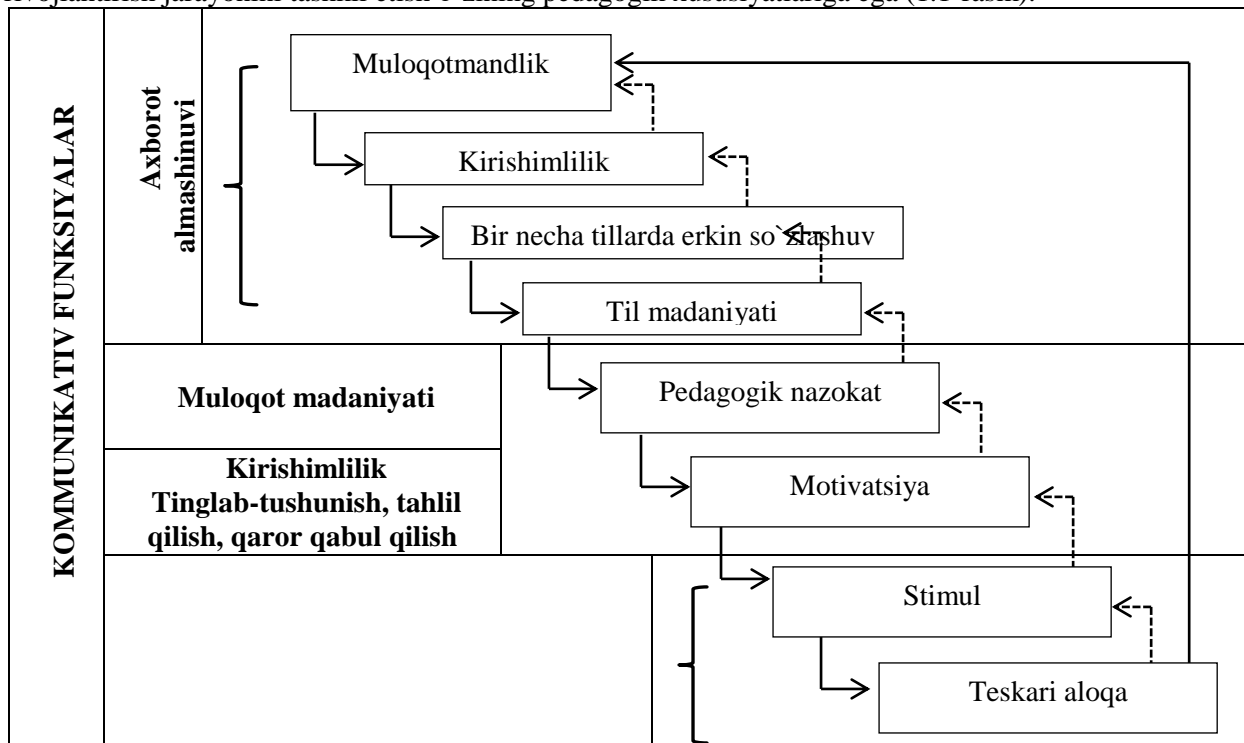 rivojlantirish jarayonini tashkil etish o'zining pedagogik xususiyatlariga ega (1.1-rasm).
KOMMUNIKATIV FUNKSIYALAR
Axborot
almashinuvi
Muloqotmandlik
Kirishimlilik
Bir necha tillarda erkin so`zlashuv
Til madaniyati
Muloqot madaniyati
Pedagogik nazokat
Kirishimlilik
Tinglab-tushunish, tahlil
qilish, qaror qabul qilish
Motivatsiya
Stimul
Teskari aloqa